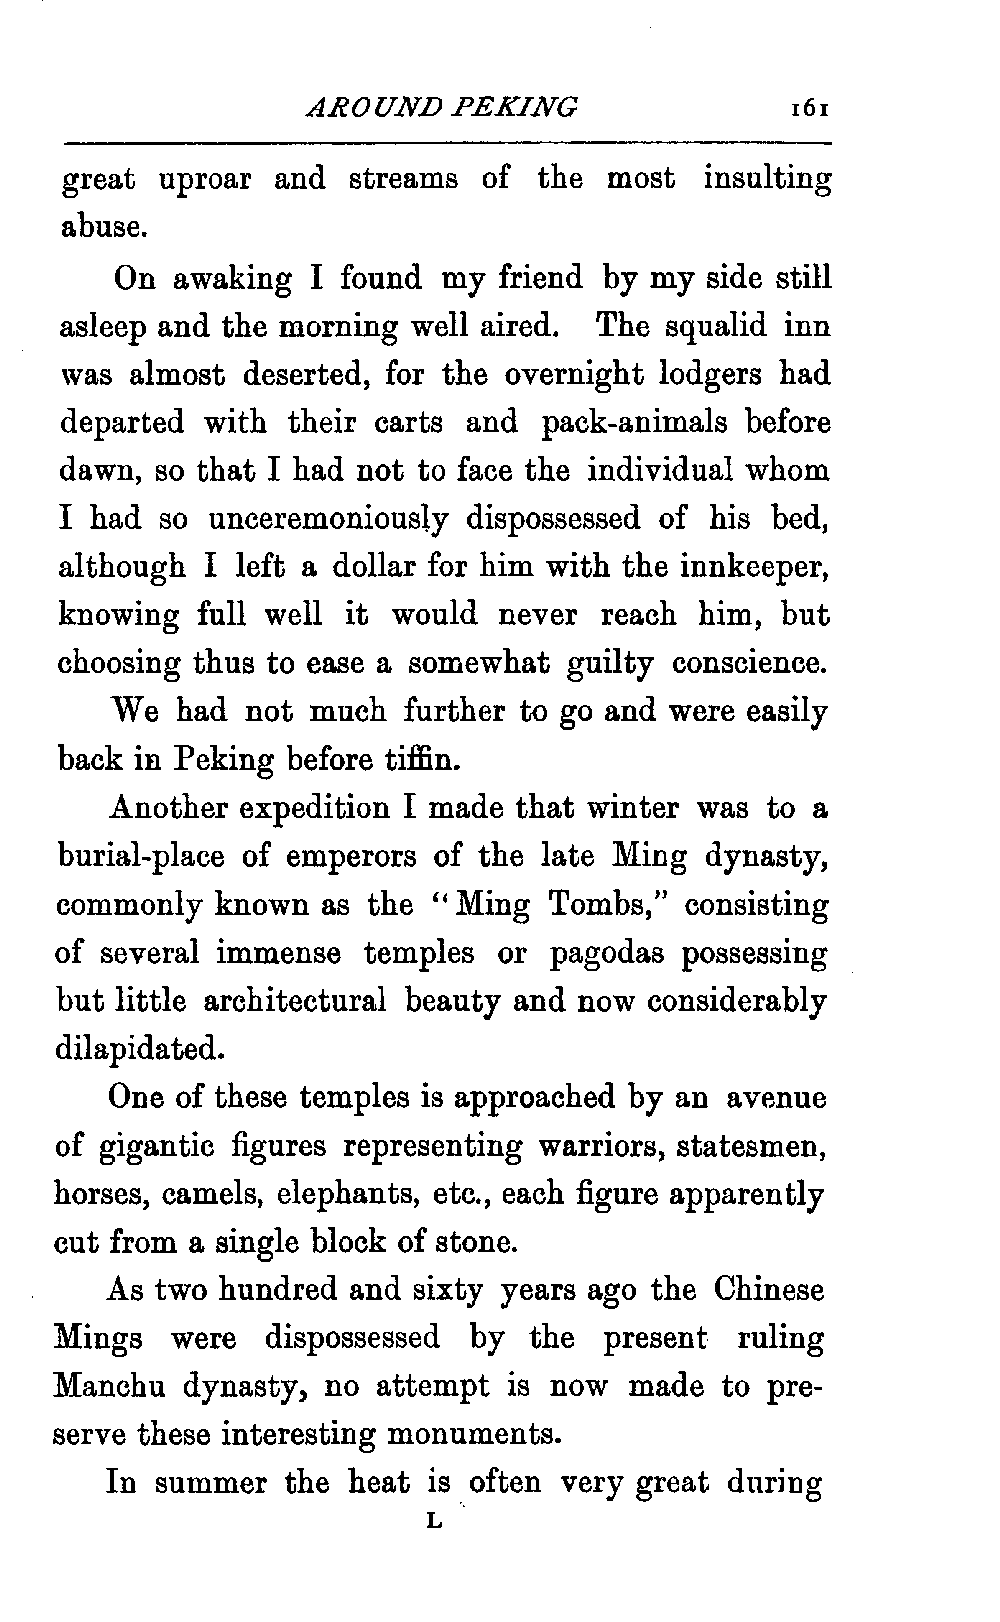 AROUND PEKING 161
great uproar and streams of the most insulting
abuse.
On awaking I found my friend by my side still
asleep and the morning well aired. The squalid inn
was almost deserted, for the overnight lodgers had
departed with their carts and pack-animals before
dawn, so that I had not to face the individual whom
I had so unceremoniously dispossessed of his bed,
although I left a dollar for him with the innkeeper,
knowing full well it would never reach him, but
choosing thus to ease a somewhat guilty conscience.
We had not much further to go and were easily
back in Peking before tiffin.
Another expedition I made that winter was to a
burial-place of emperors of the late Ming dynasty,
commonly known as the "Ming Tombs," consisting
of several immense temples or pagodas possessing
but little architectural beauty and now considerably
dilapidated.
One of these temples is approached by an avenue
of gigantic figures representing warriors, statesmen,
horses, camels, elephants, etc., each figure apparently
cut from a single block of stone.
As two hundred and sixty years ago the Chinese
Mings were dispossessed by the present ruling
Manchu dynasty, no attempt is now made to pre-
serve these interesting monuments.
In summer the heat is often very great during
L